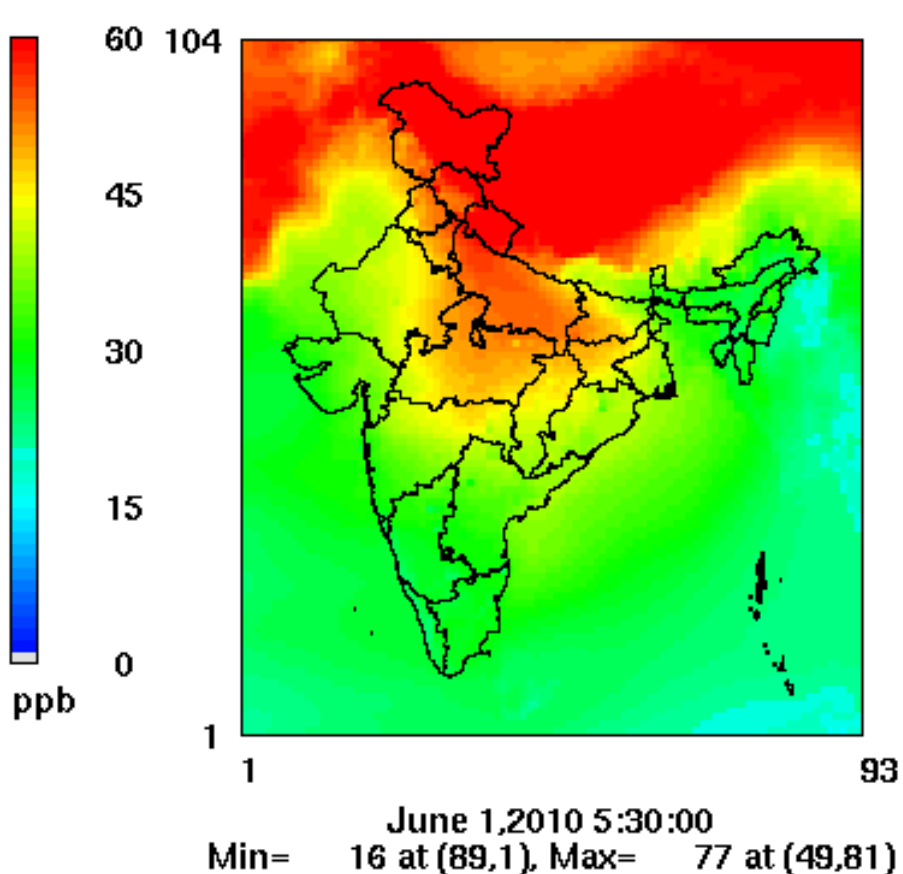 60
45
30
15
0
ppb
104
1
1 93
June 1,2010 5:30:00
Min= 16 at (89,1), Max= 77 at (49,81)